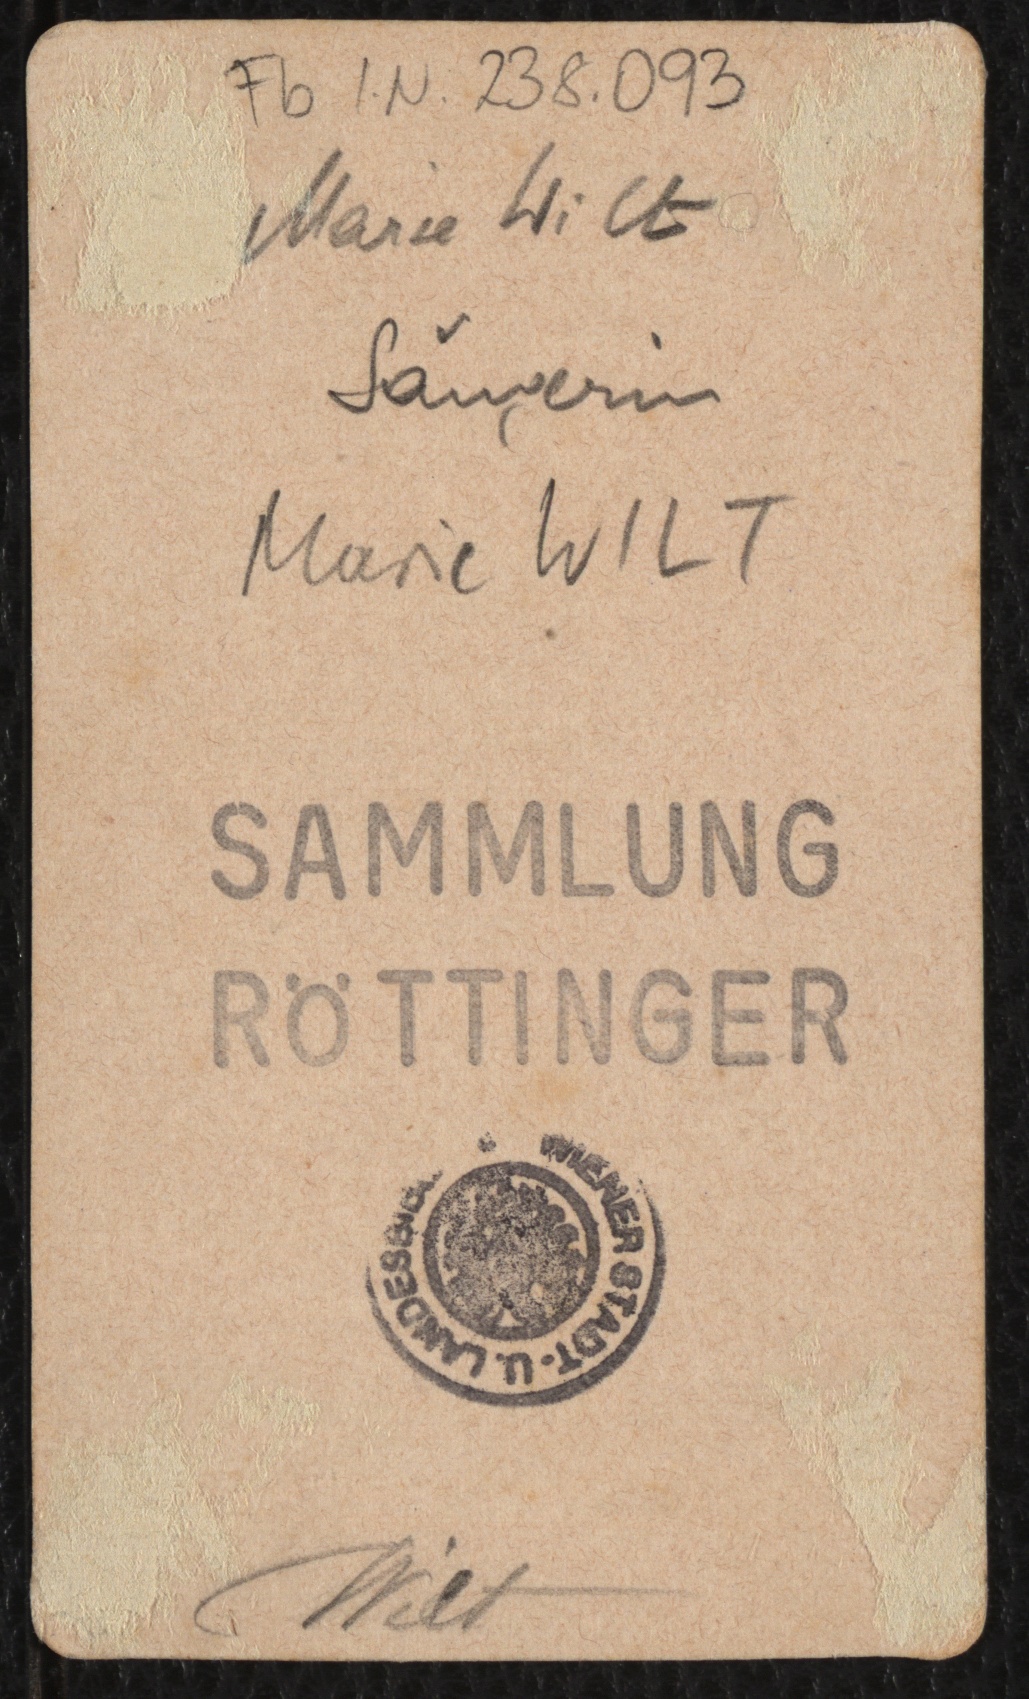 Fb I.N. 238.093
Marie Wilt
Sängerin
Marie WILT
SAMMLUNG
RÖTTINGER
WIENER STADT- U. LANDESBIB
Wilt